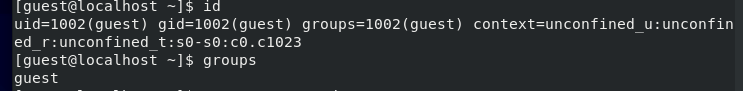 [guest@localhost ~]$ id
uid=1002(guest) gid=1002(guest) groups=1002(guest) context=unconfined_u:unconfin
ed_r:unconfined_t:s0-s0:c0.c1023
[guest@localhost ~]$ groups
guest